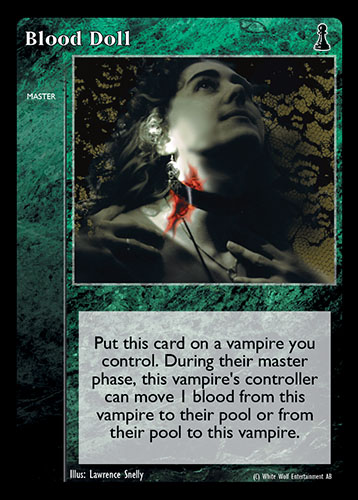 Blood Doll
MASTER
Put this card on a vampire you
control. During their master
phase, this vampire's controller
can move 1 blood from this
vampire to their pool or from
their pool to this vampire.
Illus: Lawrence Snelly
(C) White Wolf Entertainment AB